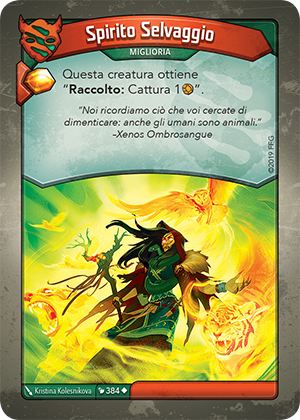 Spirito Selvaggio
MIGLIORIA
Questa creatura ottiene
“Raccolto: Cattura 1 ”.
“Noi ricordiamo ciò che voi cercate di
dimenticare: anche gli umani sono animali.”
–Xenos Ombrosangue
©2019 FFG
Kristina Kolesnikova
384